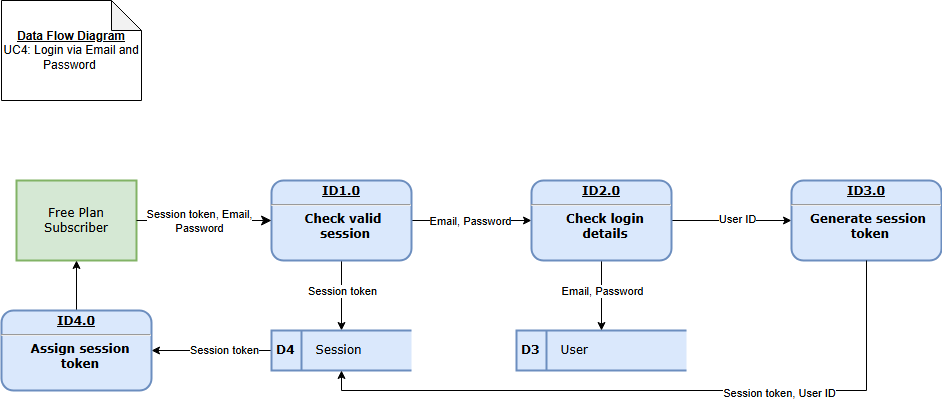 Data Flow Diagram
UC4: Login via Email and
Password
Free Plan
Subscriber
Session token, Email,
Password
ID1.0
Check valid
session
Email, Password
ID2.0
Check login
details
User ID
ID3.0
Generate session
token
Session token
Email, Password
ID4.0
Assign session
token
Session token
D4
Session
D3
User
Session token, User ID